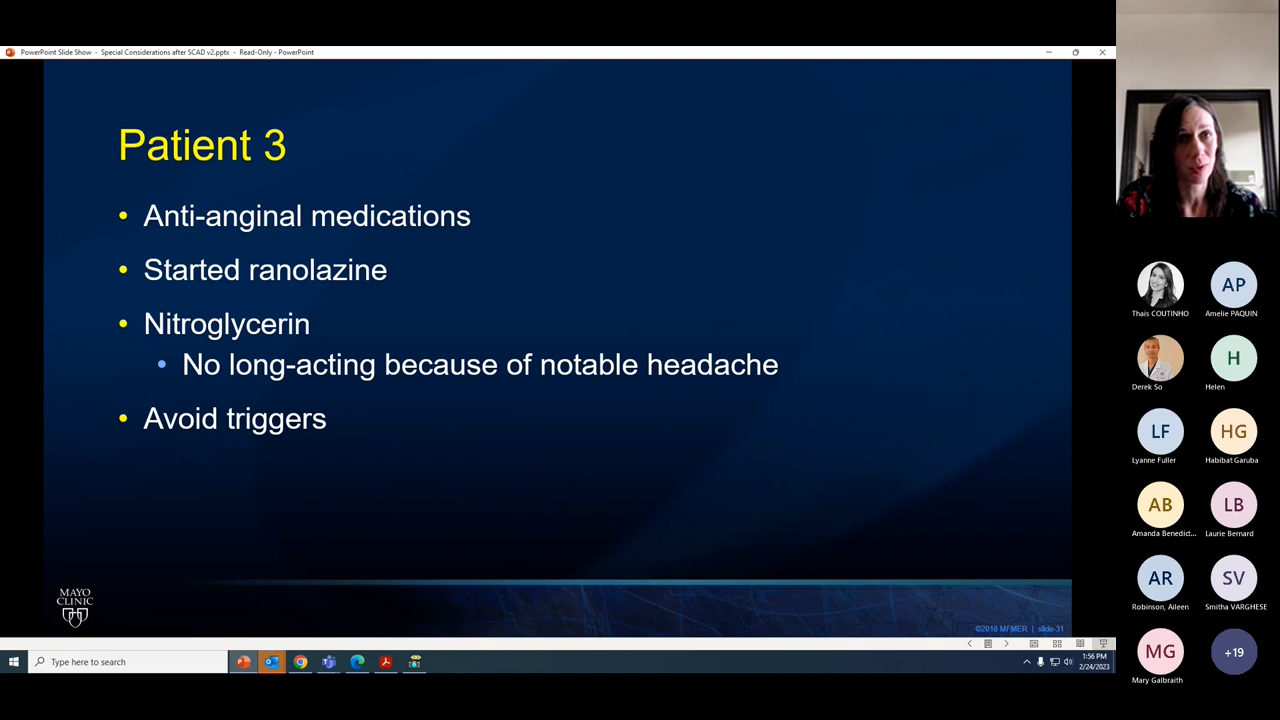 PowerPoint Slide Show - Special Considerations after SCAD v2.pptx - Read-Only - PowerPoint
Patient 3
• Anti-anginal medications
• Started ranolazine
• Nitroglycerin
• No long-acting because of notable headache
• Avoid triggers
MAYO
CLINIC
©2018 MFMER | slide-31
Type here to search
1:56 PM
2/24/2023
Thais COUTINHO
AP
Amelie PAQUIN
Derek So
H
Helen
LF
Lyanne Fuller
HG
Habibat Garuba
AB
Amanda Benedict...
LB
Laurie Bernard
AR
Robinson, Aileen
SV
Smitha VARGHESE
MG
Mary Galbraith
+19